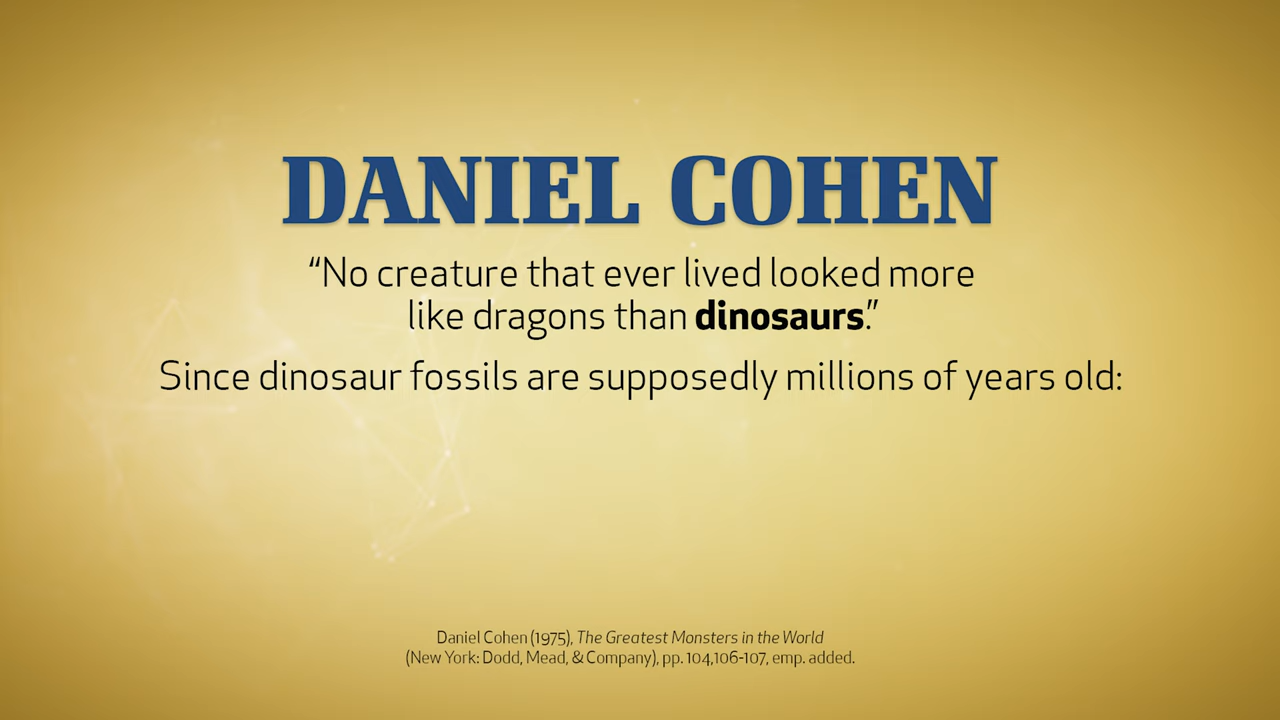 DANIEL COHEN
“No creature that ever lived looked more
like dragons than dinosaurs.”
Since dinosaur fossils are supposedly millions of years old:
Daniel Cohen (1975), The Greatest Monsters in the World
(New York: Dodd, Mead, & Company), pp. 104,106-107, emp. added.